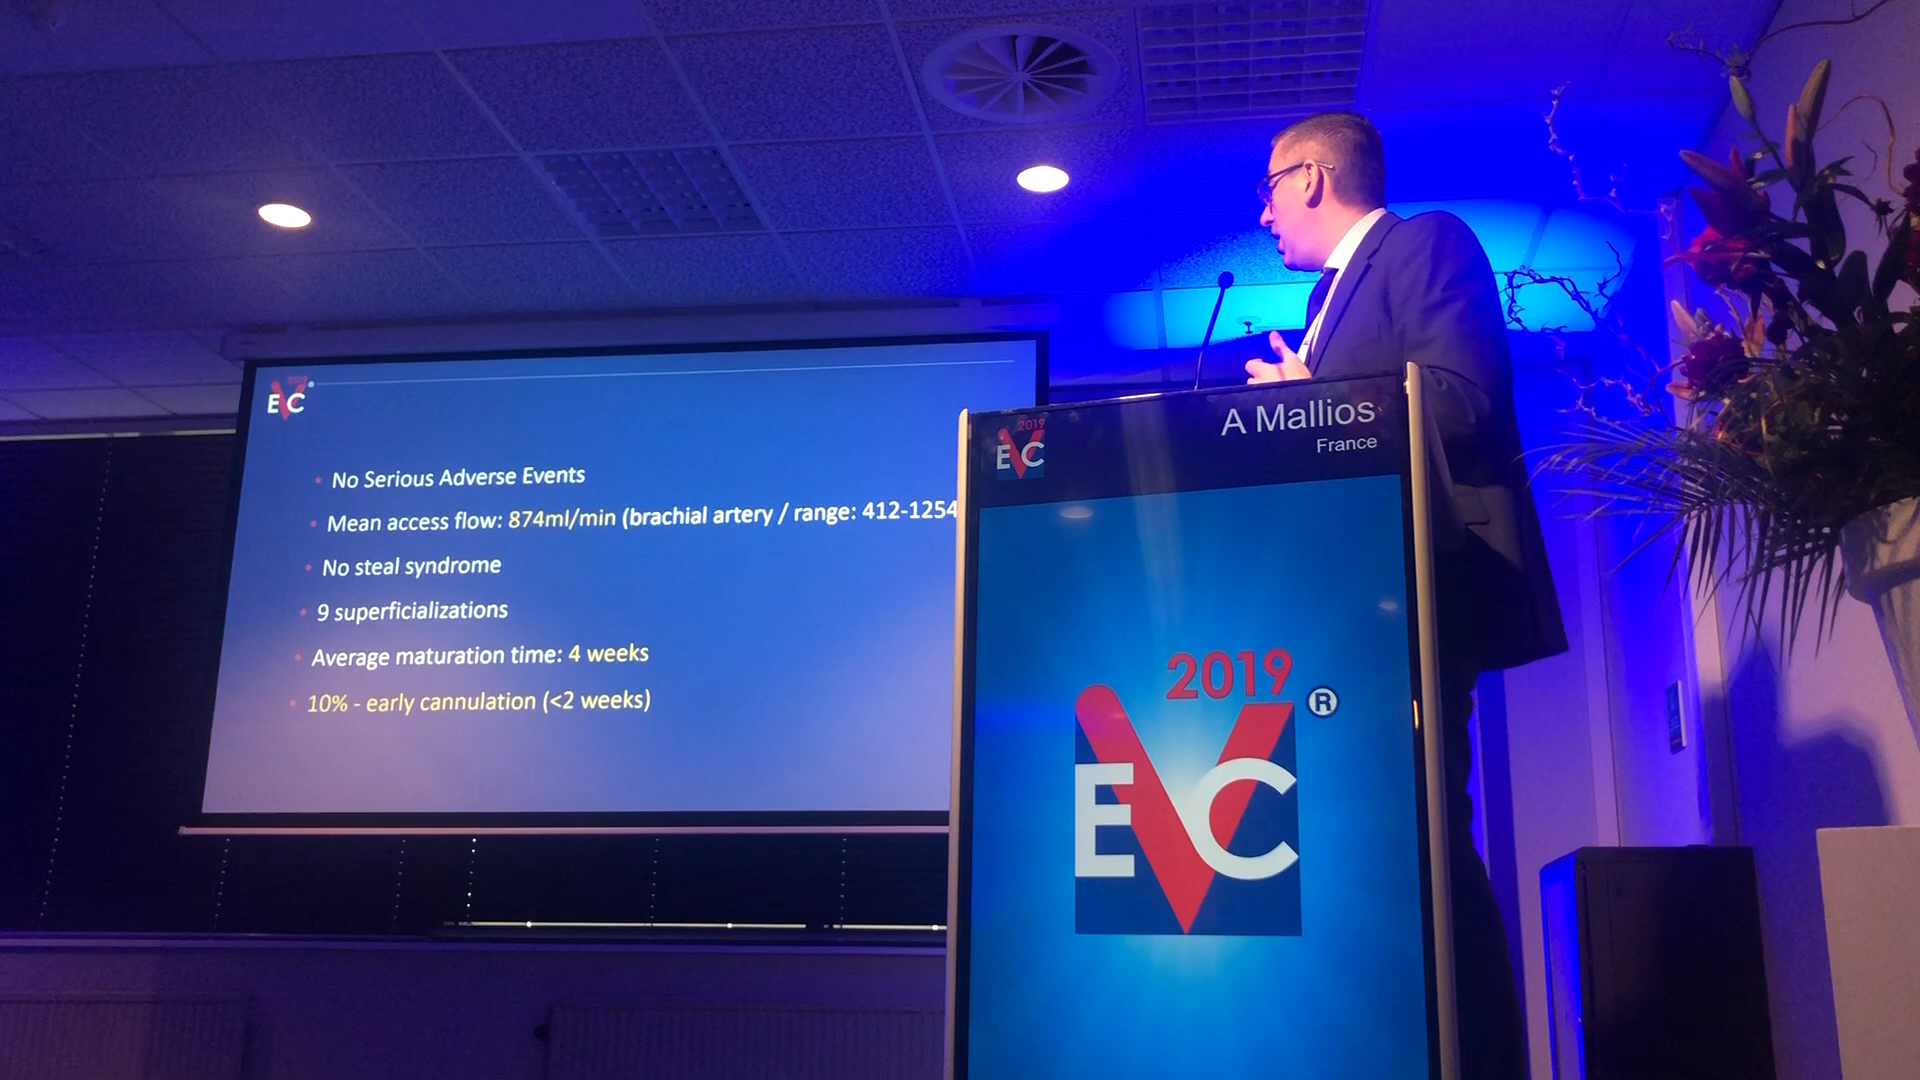 2019
EVC
No Serious Adverse Events
Mean access flow: 874ml/min (brachial artery / range: 412-1254
No steal syndrome
9 superficializations
Average maturation time: 4 weeks
10% - early cannulation (<2 weeks)
A Mallios
France
2019
EVC
2019
EVC®